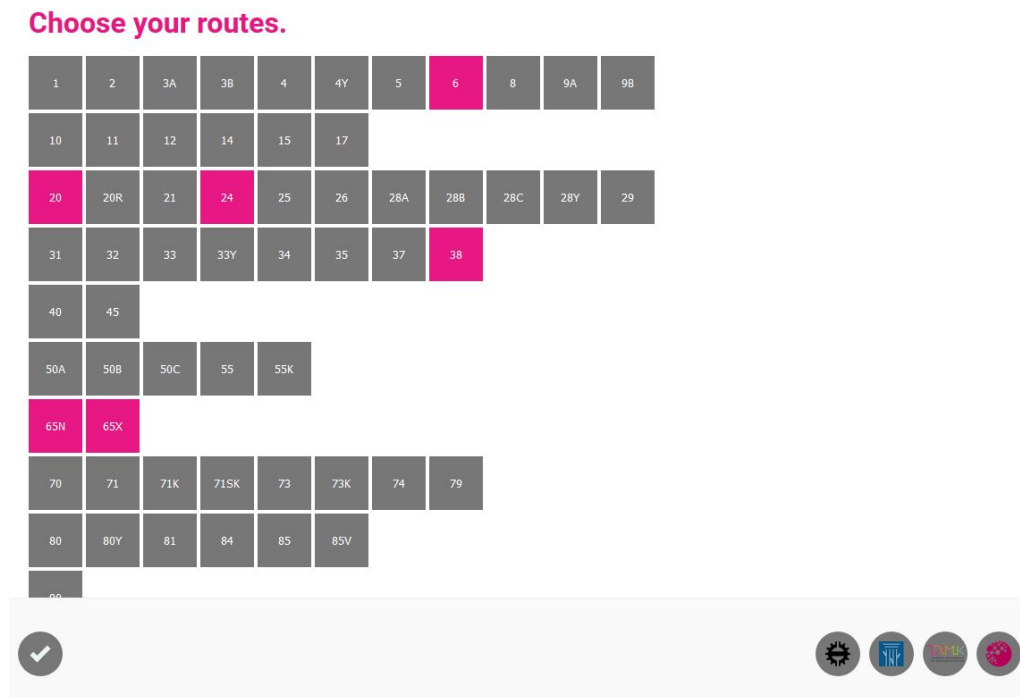 Choose your routes.
1 2 3A 3B 4 4Y 5 6 8 9A 9B
10 11 12 14 15 17
20 20R 21 24 25 26 28A 28B 28C 28Y 29
31 32 33 33Y 34 35 37 38
40 45
50A 50B 50C 55 55K
65N 65X
70 71 71K 71SK 73 73K 74 79
80 80Y 81 84 85 85V